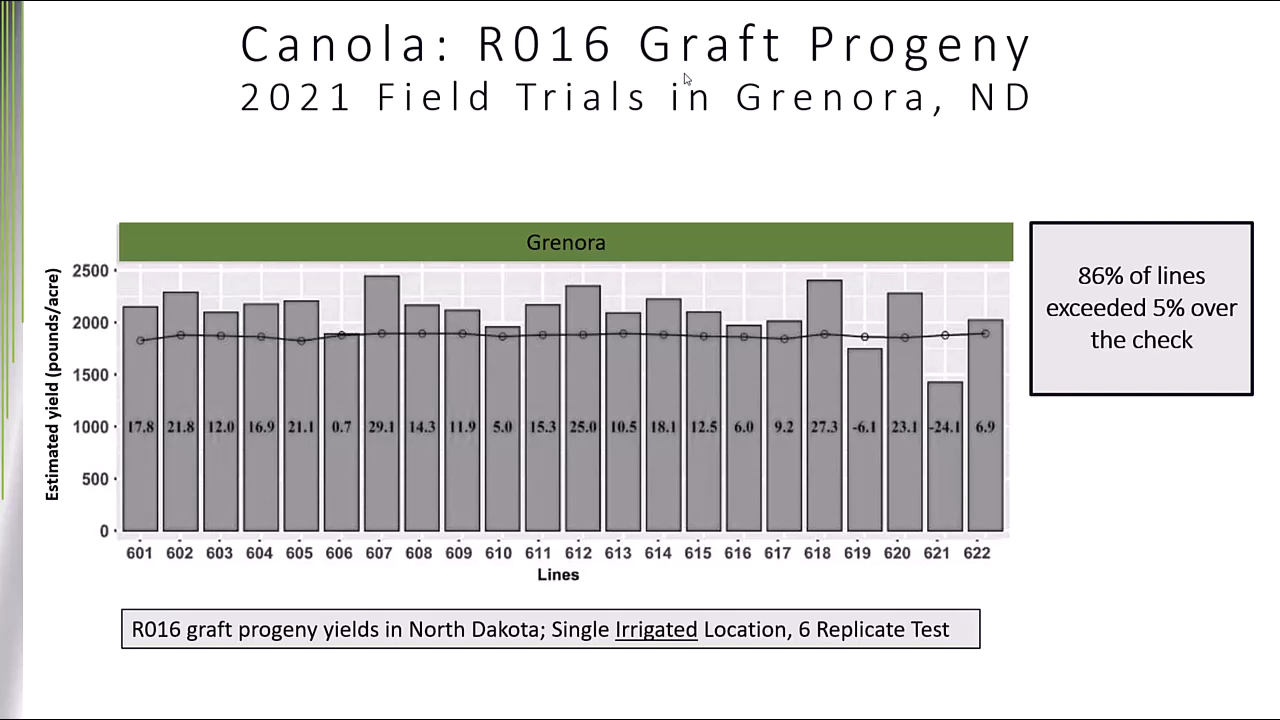 Canola: R016 Graft Progeny
2021 Field Trials in Grenora, ND
Grenora
86% of lines
exceeded 5% over
the check
Estimated yield (pounds/acre)
2500
2000
1500
1000
500
0
17.8 21.8 12.0 16.9 21.1 0.7 29.1 14.3 11.9 5.0 15.3 25.0 10.5 18.1 12.5 6.0 9.2 27.3 -6.1 23.1 -24.1 6.9
601 602 603 604 605 606 607 608 609 610 611 612 613 614 615 616 617 618 619 620 621 622
Lines
R016 graft progeny yields in North Dakota; Single Irrigated Location, 6 Replicate Test